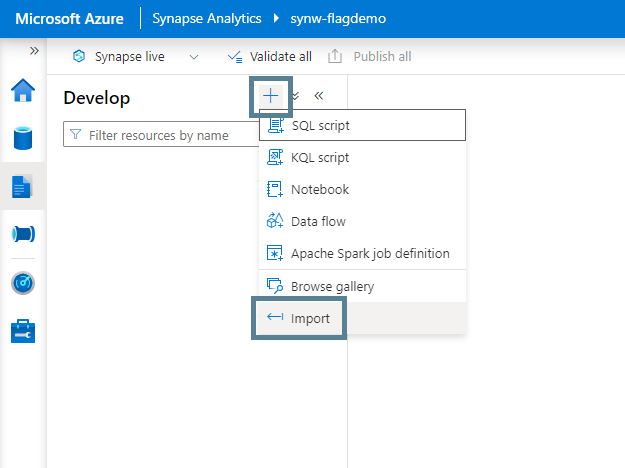 Microsoft Azure Synapse Analytics synw-flagdemo
Synapse live Validate all Publish all
Develop
Filter resources by name
SQL script
KQL script
Notebook
Data flow
Apache Spark job definition
Browse gallery
Import